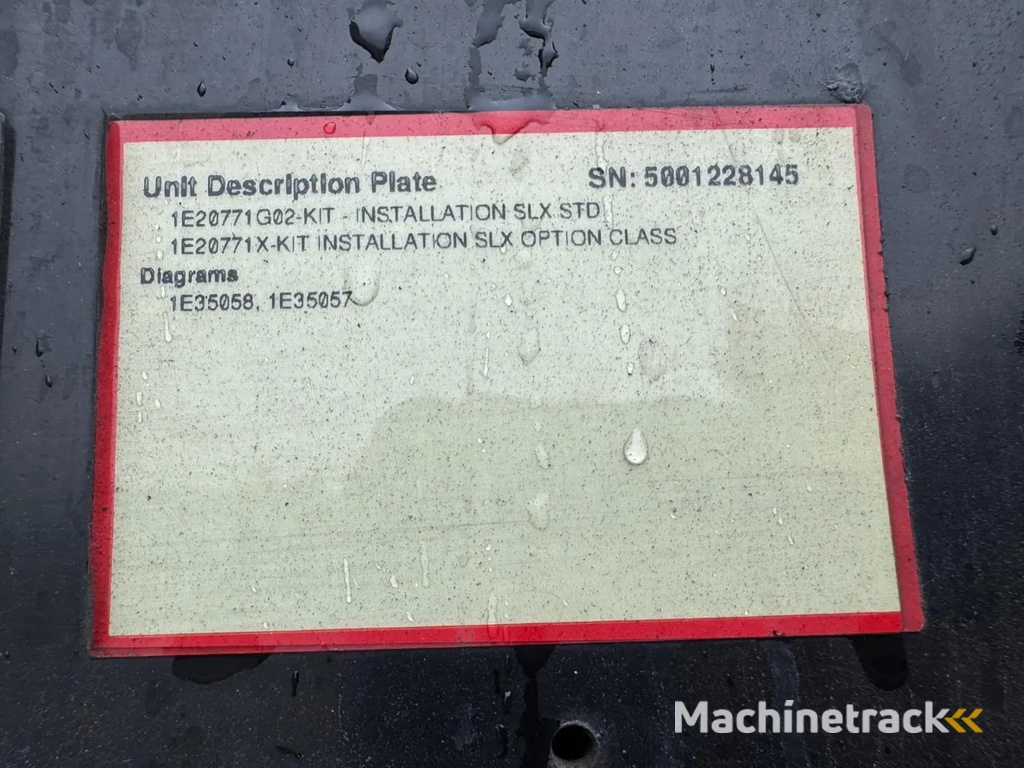 Unit Description Plate SN: 5001228145
1E20771G02-KIT - INSTALLATION SLX STD
1E20771X-KIT INSTALLATION SLX OPTION CLASS
Diagrams
1E35058, 1E35057
Machinetrack